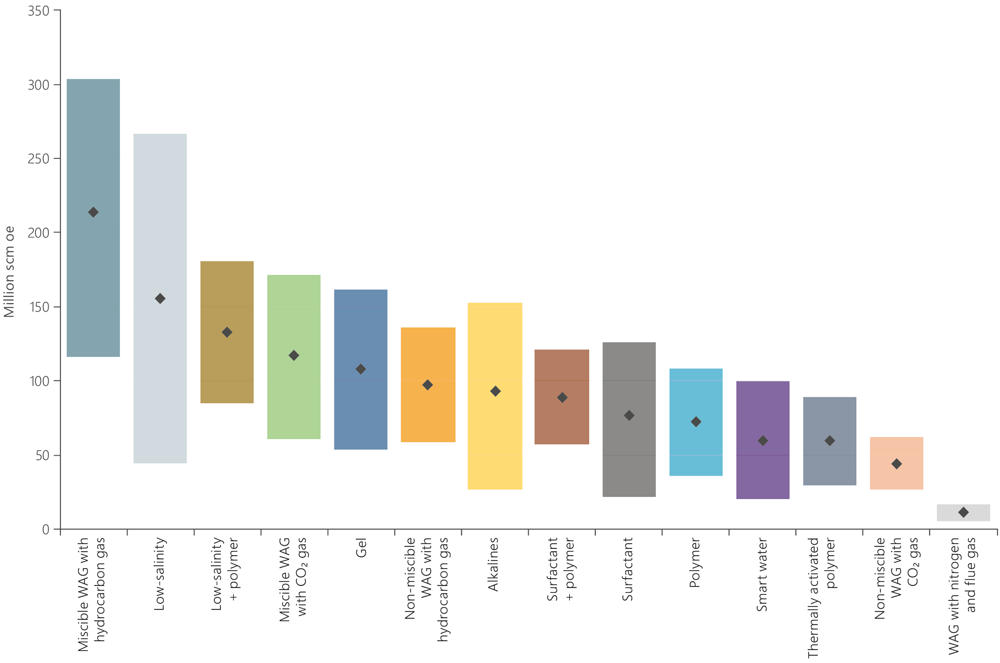 350
300
250
200
150
100
50
0
Million scm oe
Miscible WAG with
hydrocarbon gas
Low-salinity
Low-salinity
+ polymer
Miscible WAG
with CO₂ gas
Gel
Non-miscible
WAG with
hydrocarbon gas
Alkalines
Surfactant
+ polymer
Surfactant
Polymer
Smart water
Thermally activated
polymer
Non-miscible
WAG with
CO₂ gas
WAG with nitrogen
and flue gas